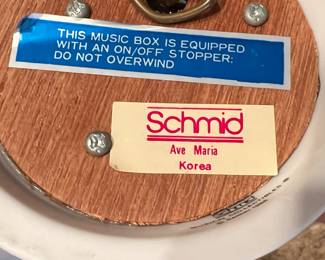 THIS MUSIC BOX IS EQUIPPED
WITH AN ON/OFF STOPPER;
DO NOT OVERWIND
Schmid
Ave Maria
Korea